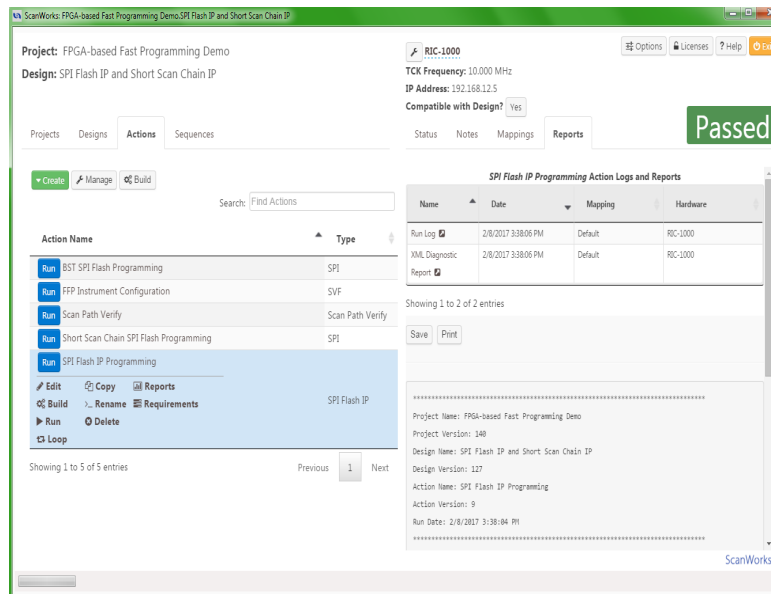 ScanWorks: FPGA-based Fast Programming Demo.SPI Flash IP and Short Scan Chain IP
Project: FPGA-based Fast Programming Demo
Design: SPI Flash IP and Short Scan Chain IP
RIC-1000
Options
Licenses
? Help
TCK Frequency: 10.000 MHz
IP Address: 192.168.12.5
Compatible with Design? Yes
Passed
Projects Designs Actions Sequences
Status Notes Mappings Reports
Create Manage Build
Search: Find Actions
Action Name Type
Run BST SPI Flash Programming SPI
Run FFP Instrument Configuration SVF
Run Scan Path Verify Scan Path Verify
Run Short Scan Chain SPI Flash Programming SPI
Run SPI Flash IP Programming
SPI Flash IP
Edit Copy Reports
Build >_ Rename Requirements
Run Delete
Loop
Showing 1 to 5 of 5 entries
Previous 1 Next
SPI Flash IP Programming Action Logs and Reports
Name Date Mapping Hardware
Run Log 2/8/2017 3:38:06 PM Default RIC-1000
XML Diagnostic Report 2/8/2017 3:38:06 PM Default RIC-1000
Showing 1 to 2 of 2 entries
Save Print
Project Name: FPGA-based Fast Programming Demo
Project Version: 140
Design Name: SPI Flash IP and Short Scan Chain IP
Design Version: 127
Action Name: SPI Flash IP Programming
Action Version: 9
Run Date: 2/8/2017 3:38:04 PM
ScanWorks